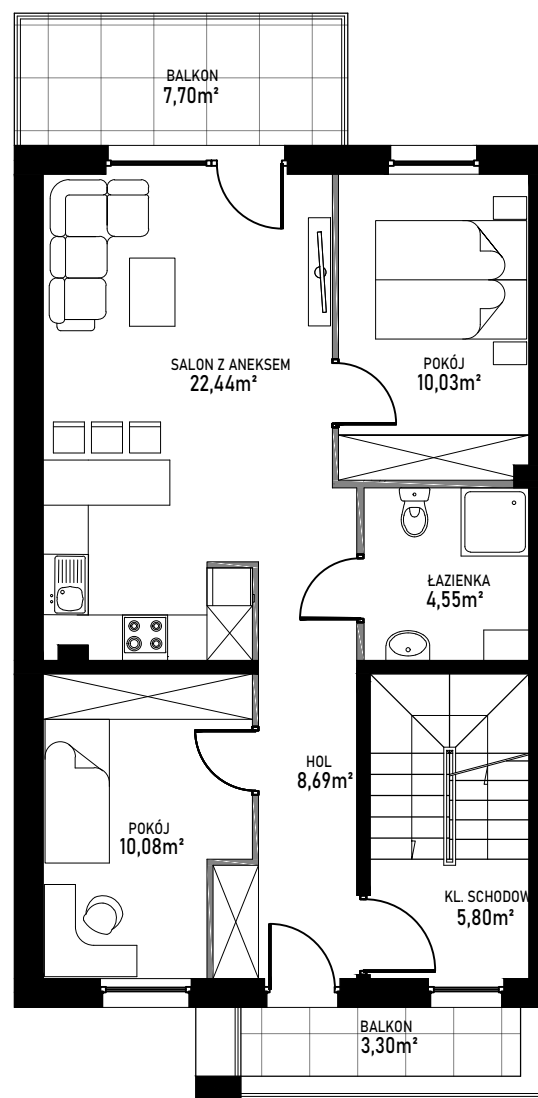 BALKON
7,70m²
SALON Z ANEKSEM
22,44m²
POKÓJ
10,03m²
ŁAZIENKA
4,55m²
HOL
8,69m²
POKÓJ
10,08m²
KL. SCHODOW
5,80m²
BALKON
3,30m²